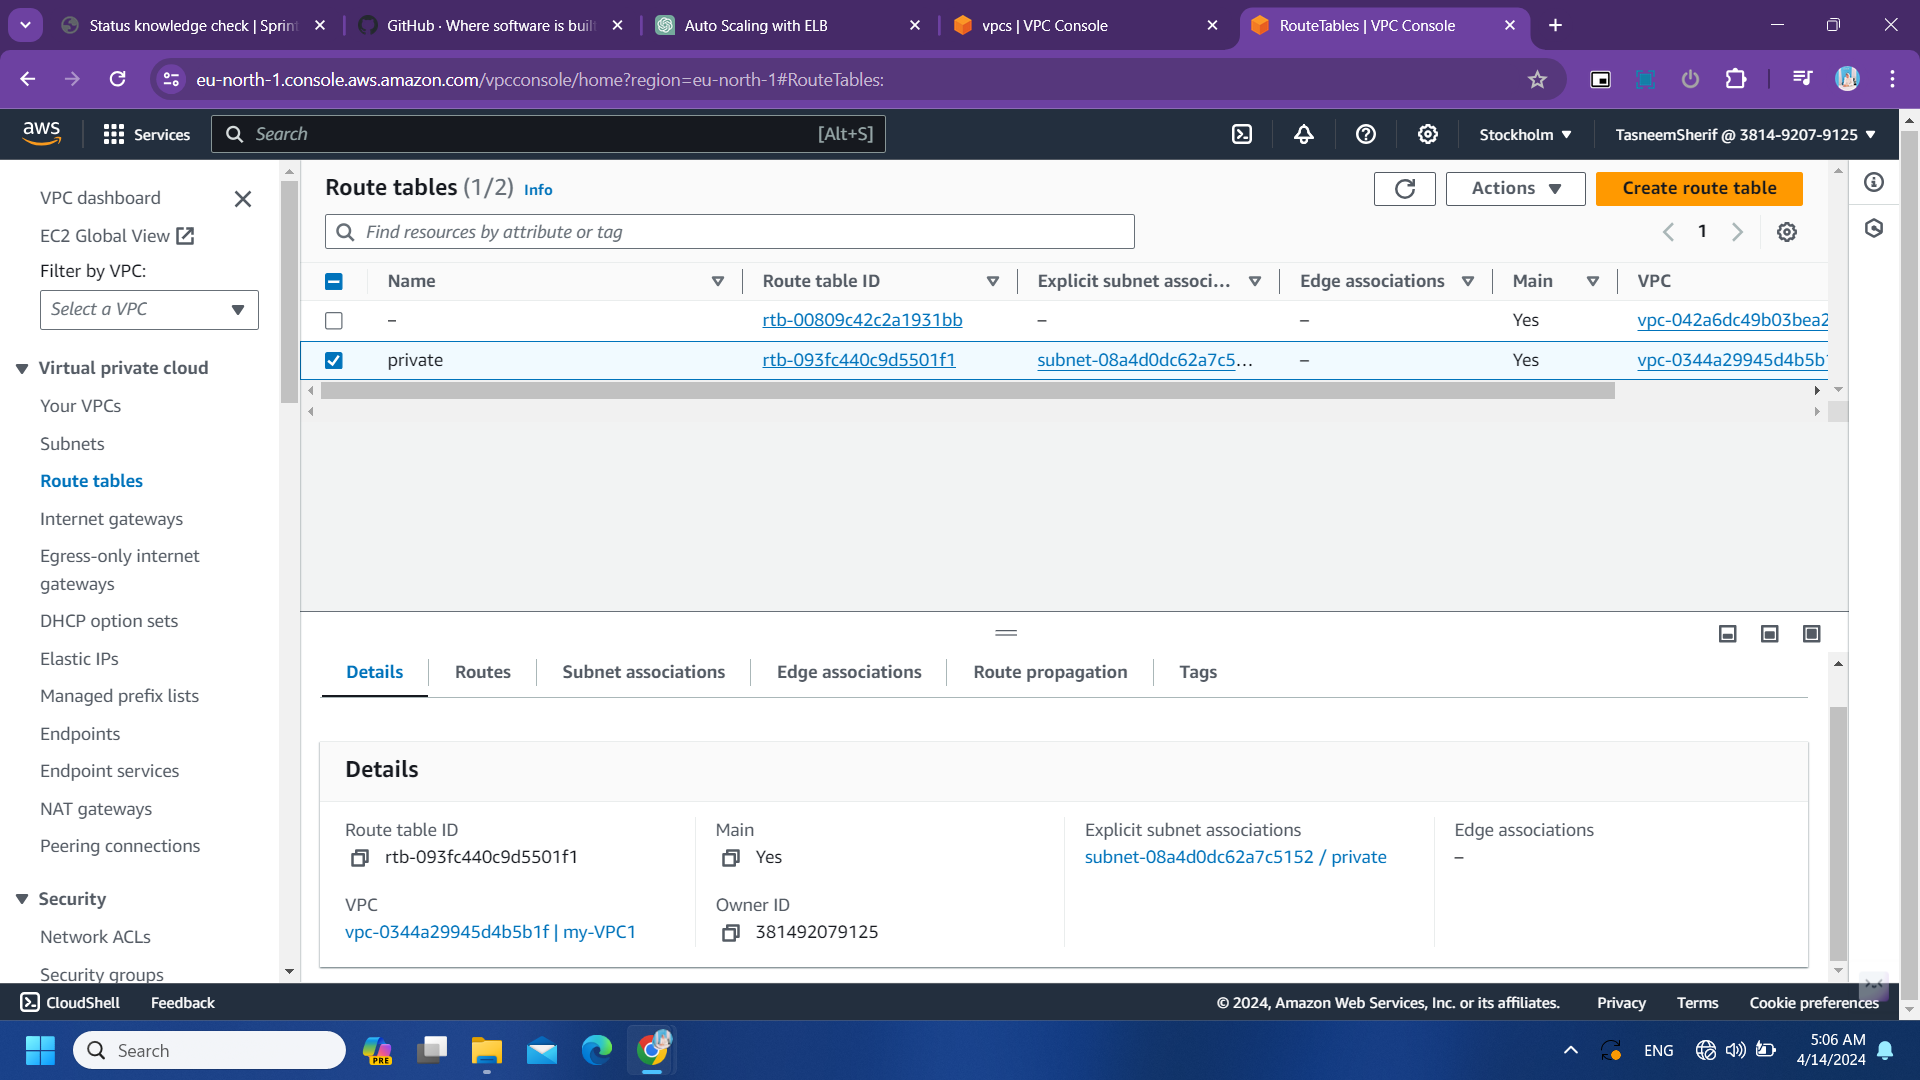 Status knowledge check | Sprint
GitHub · Where software is built
Auto Scaling with ELB
vpcs | VPC Console
RouteTables | VPC Console
eu-north-1.console.aws.amazon.com/vpcconsole/home?region=eu-north-1#RouteTables:
aws
Services
Search
[Alt+S]
Stockholm
TasneemSherif @ 3814-9207-9125
VPC dashboard
EC2 Global View
Filter by VPC:
Select a VPC
Virtual private cloud
Your VPCs
Subnets
Route tables
Internet gateways
Egress-only internet
gateways
DHCP option sets
Elastic IPs
Managed prefix lists
Endpoints
Endpoint services
NAT gateways
Peering connections
Security
Network ACLs
Security groups
Route tables (1/2) Info
Actions
Create route table
Find resources by attribute or tag
1
Name Route table ID Explicit subnet associ... Edge associations Main VPC
– rtb-00809c42c2a1931bb – – Yes vpc-042a6dc49b03bea2
private rtb-093fc440c9d5501f1 subnet-08a4d0dc62a7c5... – Yes vpc-0344a29945d4b5b1
Details Routes Subnet associations Edge associations Route propagation Tags
Details
Route table ID
rtb-093fc440c9d5501f1
Main
Yes
Explicit subnet associations
subnet-08a4d0dc62a7c5152 / private
Edge associations
–
VPC
vpc-0344a29945d4b5b1f | my-VPC1
Owner ID
381492079125
CloudShell
Feedback
© 2024, Amazon Web Services, Inc. or its affiliates.
Privacy
Terms
Cookie preferences
Search
PRE
ENG
5:06 AM
4/14/2024